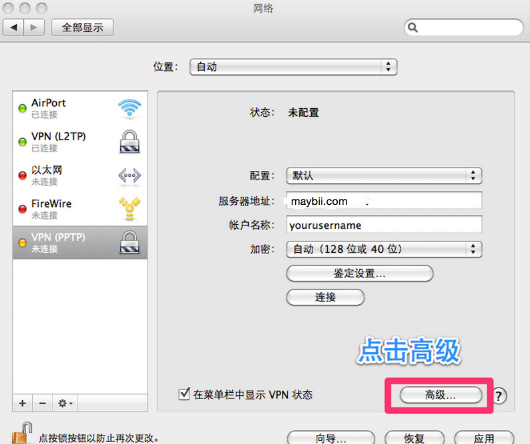 网络
全部显示
位置： 自动
AirPort
已连接
VPN (L2TP)
已连接
以太网
未连接
FireWire
未连接
VPN (PPTP)
未连接
状态： 未配置
配置： 默认
服务器地址： maybii.com .
帐户名称： yourusername
加密： 自动（128 位或 40 位）
鉴定设置...
连接
点击高级
在菜单栏中显示 VPN 状态
高级... ?
+ −
点按锁按钮以防止再次更改。
向导... 恢复 应用